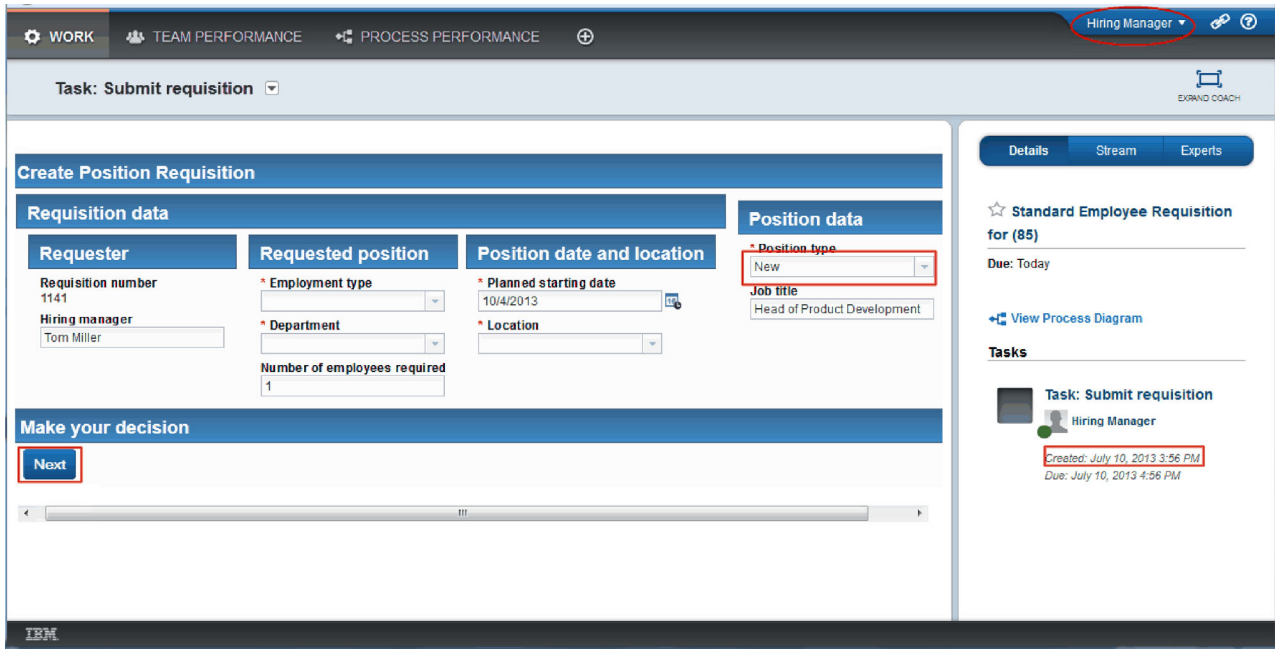 WORK
TEAM PERFORMANCE
PROCESS PERFORMANCE
Hiring Manager
Task: Submit requisition
EXPAND COACH
Create Position Requisition
Requisition data
Position data
Requester
Requested position
Position date and location
Requisition number
1141
Hiring manager
Tom Miller
* Employment type
* Department
Number of employees required
1
* Planned starting date
10/4/2013
* Location
* Position type
New
Job title
Head of Product Development
Make your decision
Next
Details
Stream
Experts
Standard Employee Requisition
for (85)
Due: Today
View Process Diagram
Tasks
Task: Submit requisition
Hiring Manager
Created: July 10, 2013 3:56 PM
Due: July 10, 2013 4:56 PM
IBM.